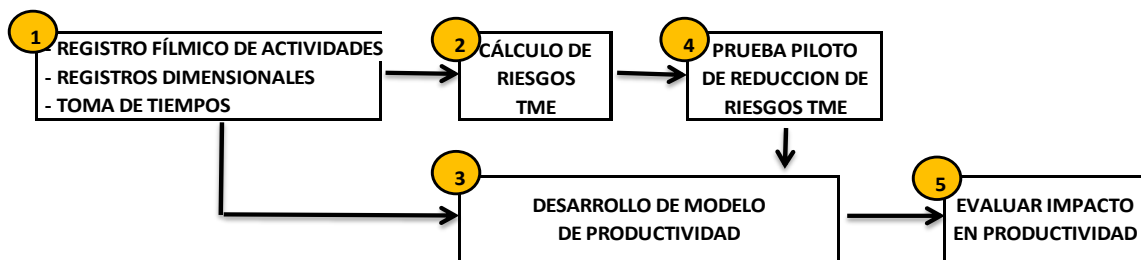 1
- REGISTRO FÍLMICO DE ACTIVIDADES
- REGISTROS DIMENSIONALES
- TOMA DE TIEMPOS
2
CÁLCULO DE
RIESGOS
TME
4
PRUEBA PILOTO
DE REDUCCION DE
RIESGOS TME
3
DESARROLLO DE MODELO
DE PRODUCTIVIDAD
5
EVALUAR IMPACTO
EN PRODUCTIVIDAD